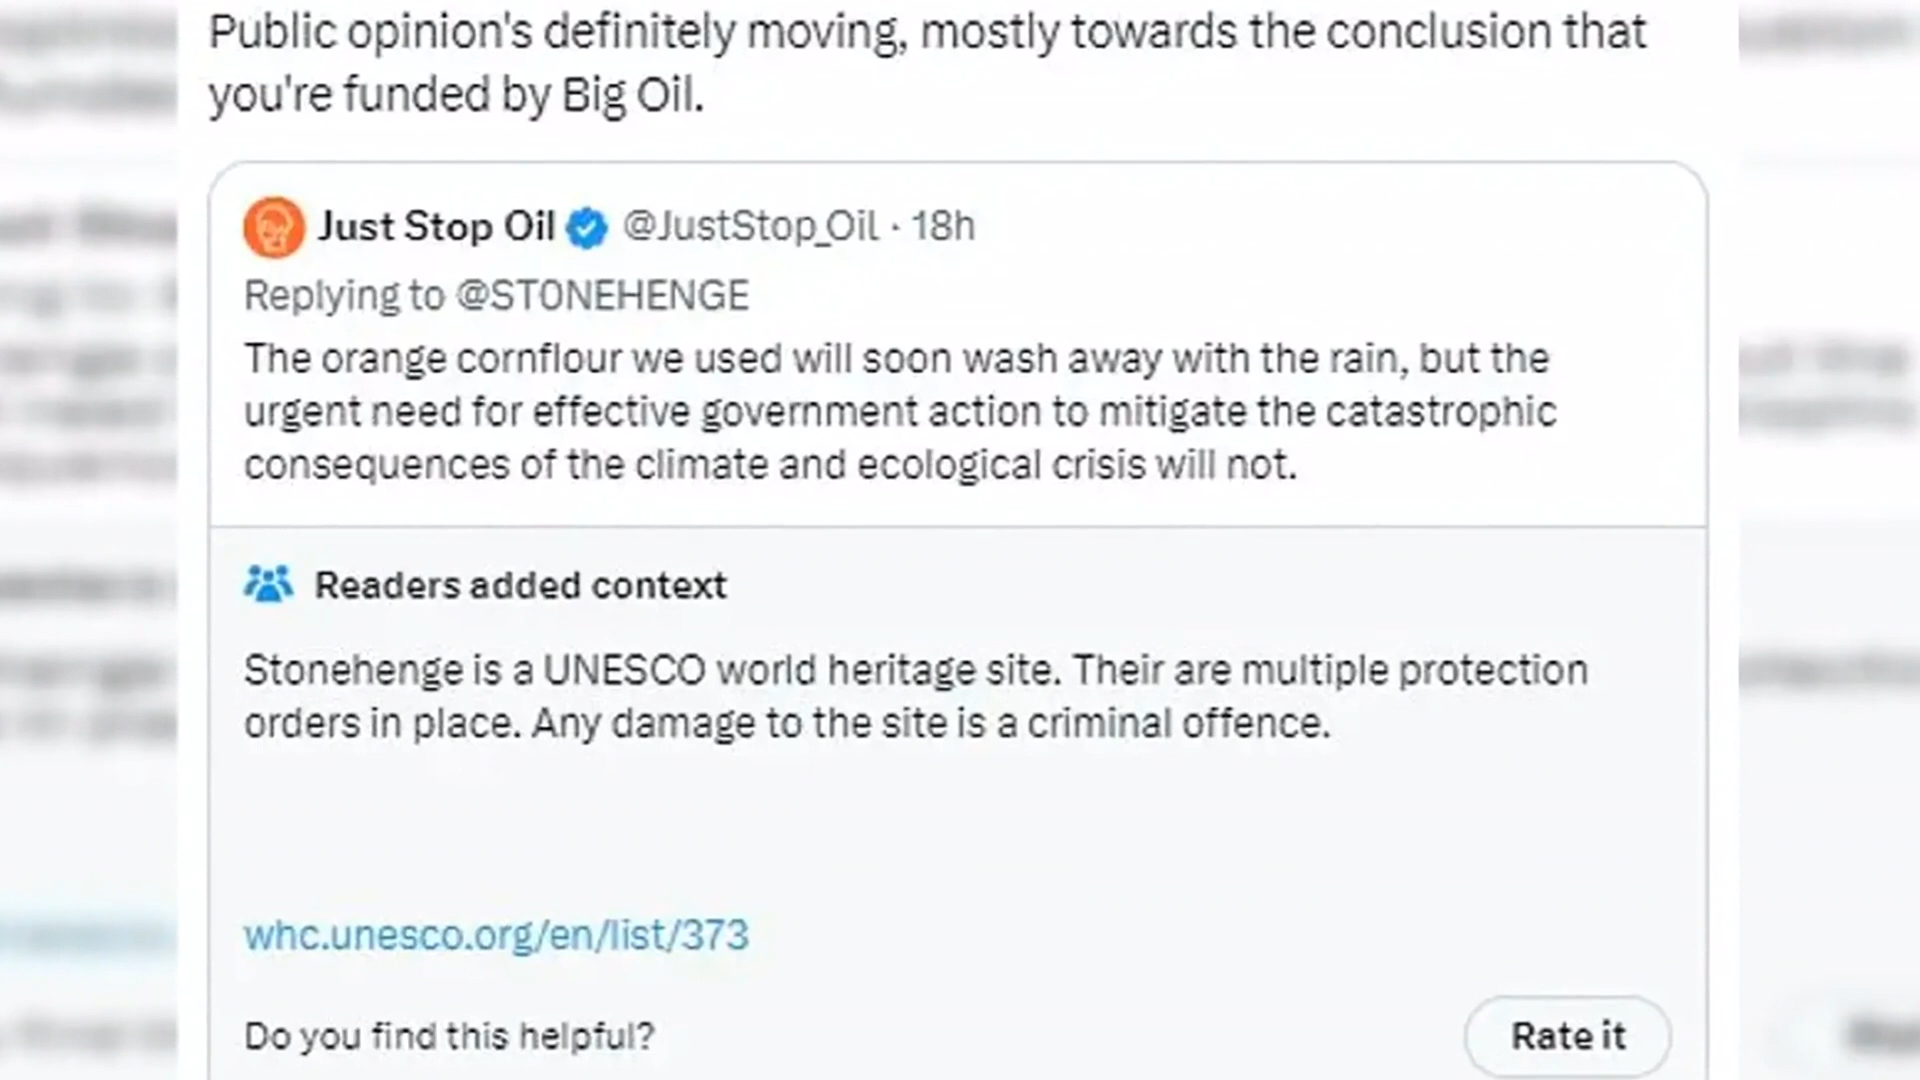 Public opinion's definitely moving, mostly towards the conclusion that
you're funded by Big Oil.
Just Stop Oil @JustStop_Oil · 18h
Replying to @STONEHENGE
The orange cornflour we used will soon wash away with the rain, but the
urgent need for effective government action to mitigate the catastrophic
consequences of the climate and ecological crisis will not.
Readers added context
Stonehenge is a UNESCO world heritage site. Their are multiple protection
orders in place. Any damage to the site is a criminal offence.
whc.unesco.org/en/list/373
Do you find this helpful?
Rate it